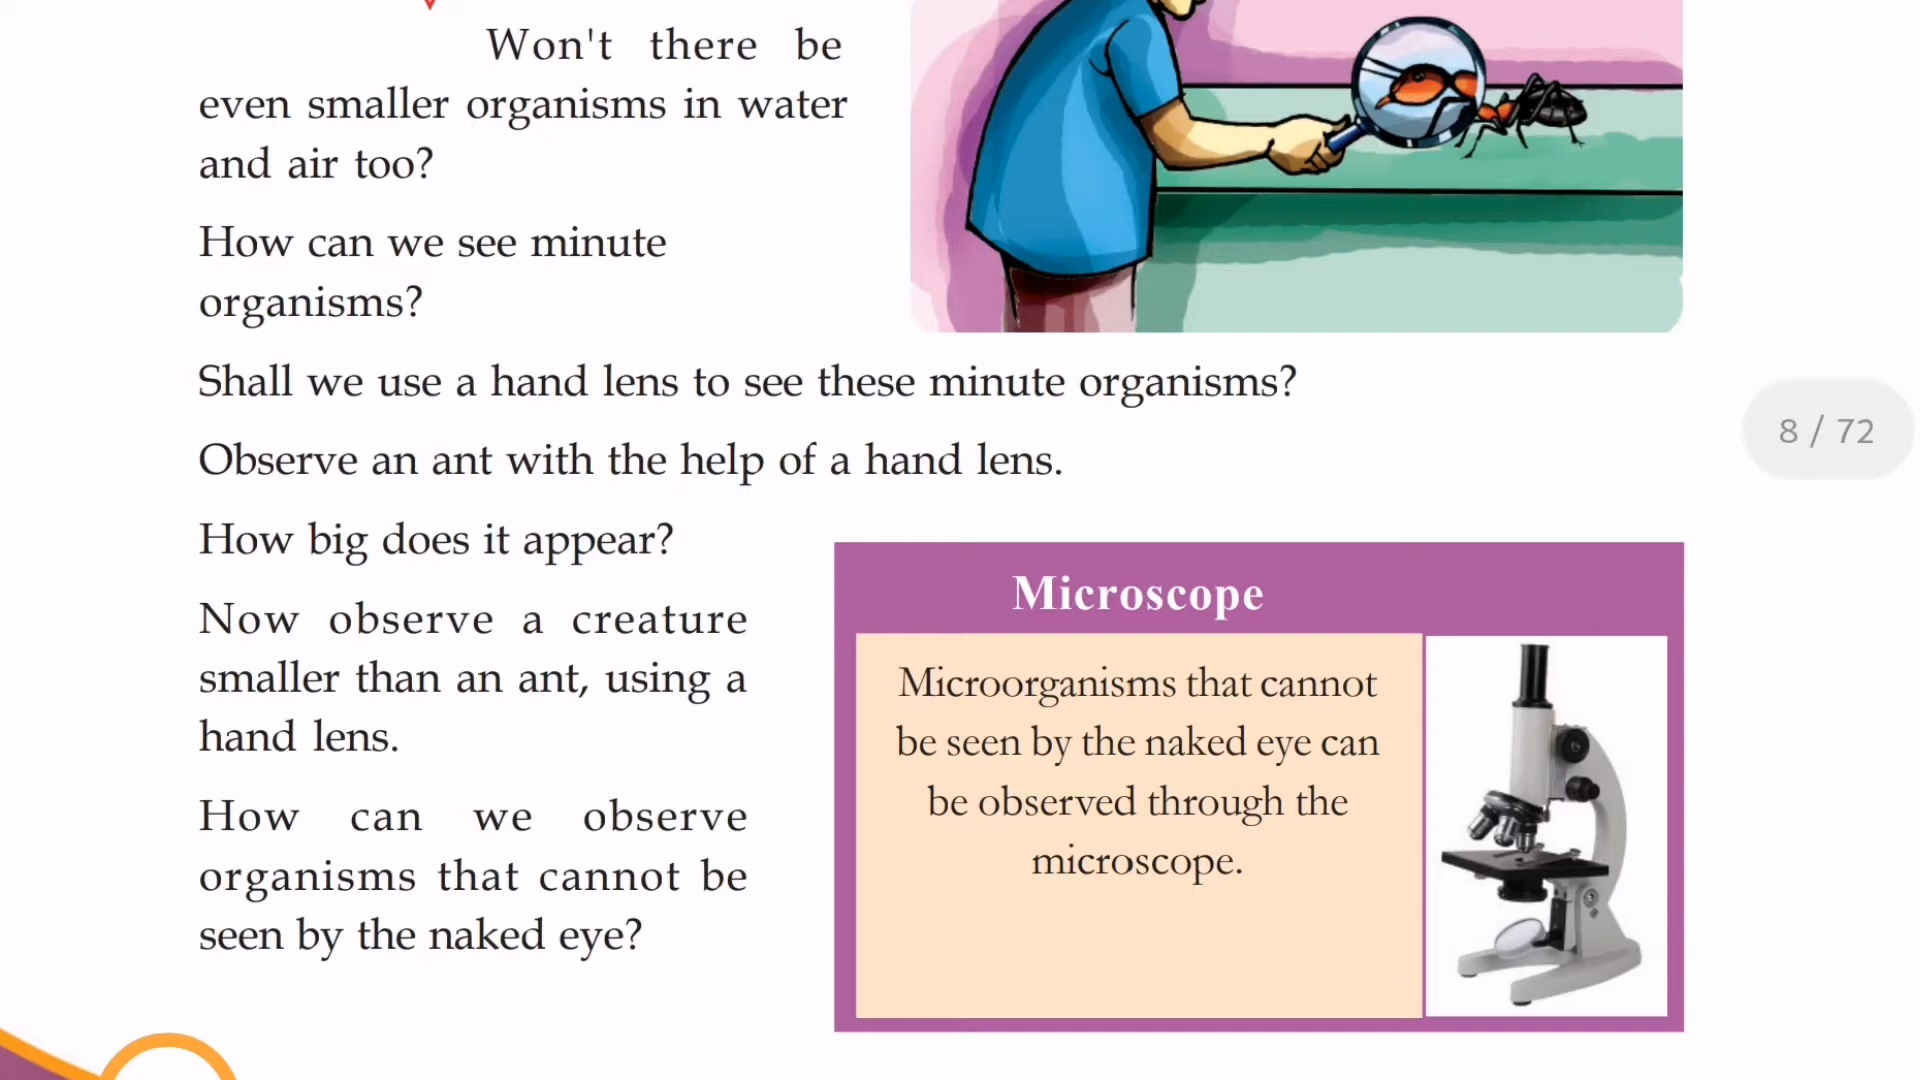 Won't there be
even smaller organisms in water
and air too?
How can we see minute
organisms?
Shall we use a hand lens to see these minute organisms?
Observe an ant with the help of a hand lens.
How big does it appear?
Now observe a creature
smaller than an ant, using a
hand lens.
How can we observe
organisms that cannot be
seen by the naked eye?
Microscope
Microorganisms that cannot
be seen by the naked eye can
be observed through the
microscope.
8 / 72